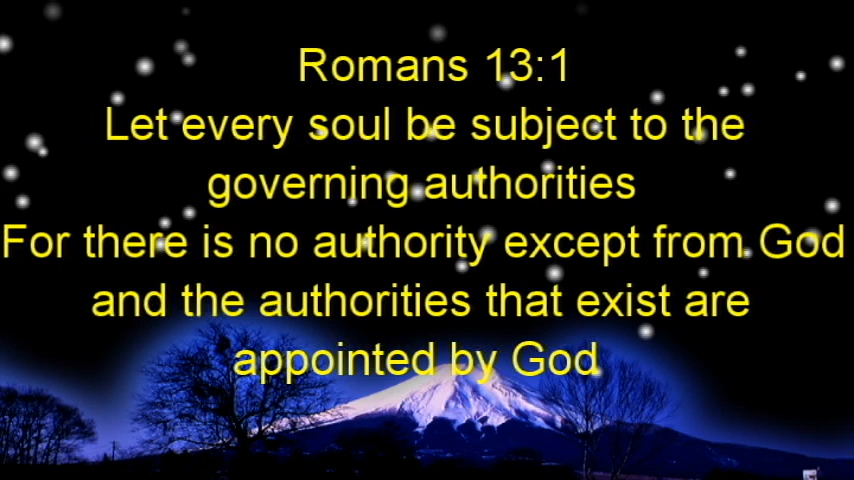 Romans 13:1
Let every soul be subject to the
governing authorities
For there is no authority except from God
and the authorities that exist are
appointed by God